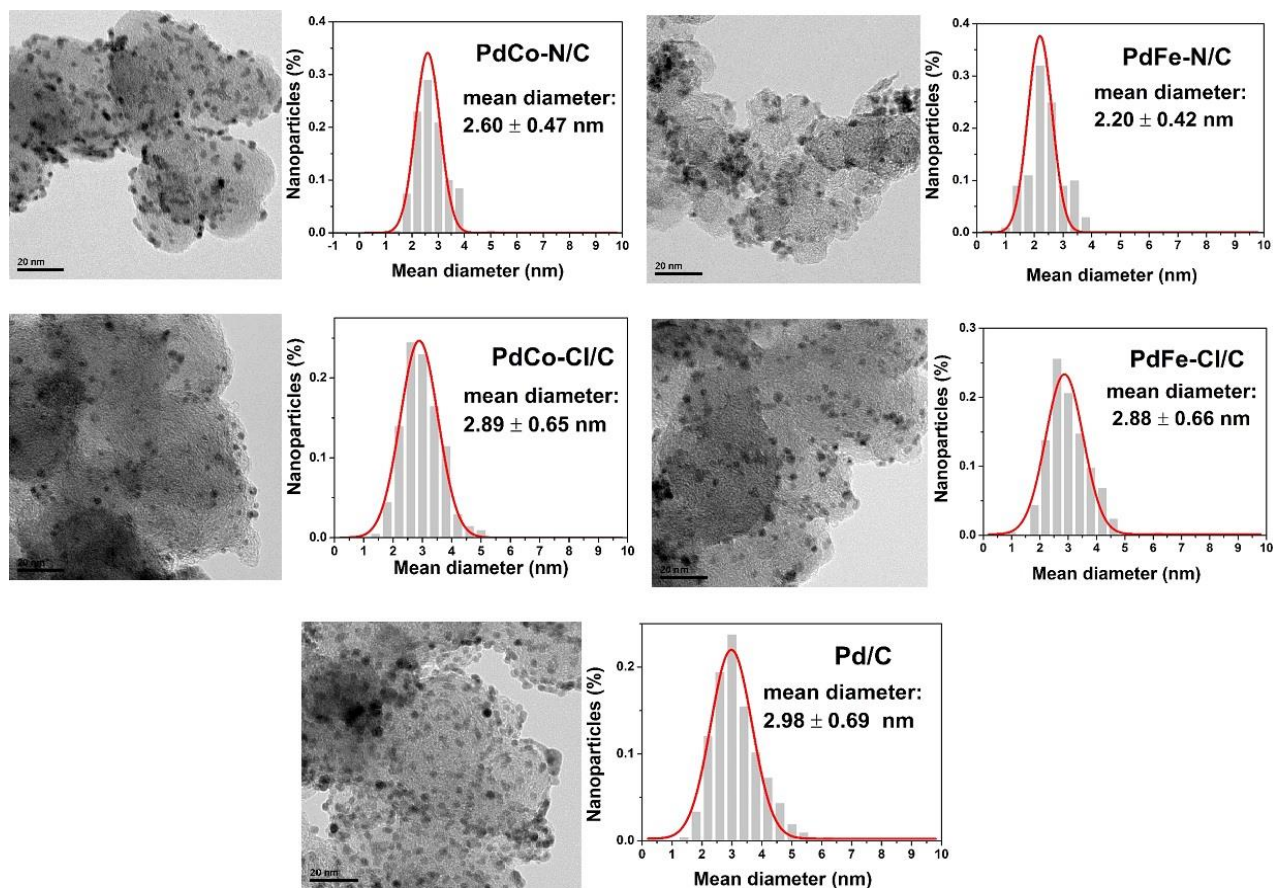 20 nm
Nanoparticles (%)
0.4
0.3
0.2
0.1
0.0
PdCo-N/C
mean diameter:
2.60 ± 0.47 nm
-1 0 1 2 3 4 5 6 7 8 9 10
Mean diameter (nm)
20 nm
Nanoparticles (%)
0.4
0.3
0.2
0.1
0.0
PdFe-N/C
mean diameter:
2.20 ± 0.42 nm
0 1 2 3 4 5 6 7 8 9 10
Mean diameter (nm)
20 nm
Nanoparticles (%)
0.2
0.1
0.0
PdCo-Cl/C
mean diameter:
2.89 ± 0.65 nm
0 1 2 3 4 5 6 7 8 9 10
Mean diameter (nm)
20 nm
Nanoparticles (%)
0.3
0.2
0.1
0.0
PdFe-Cl/C
mean diameter:
2.88 ± 0.66 nm
0 1 2 3 4 5 6 7 8 9 10
Mean diameter (nm)
20 nm
Nanoparticles (%)
0.2
0.1
0.0
Pd/C
mean diameter:
2.98 ± 0.69 nm
0 1 2 3 4 5 6 7 8 9 10
Mean diameter (nm)